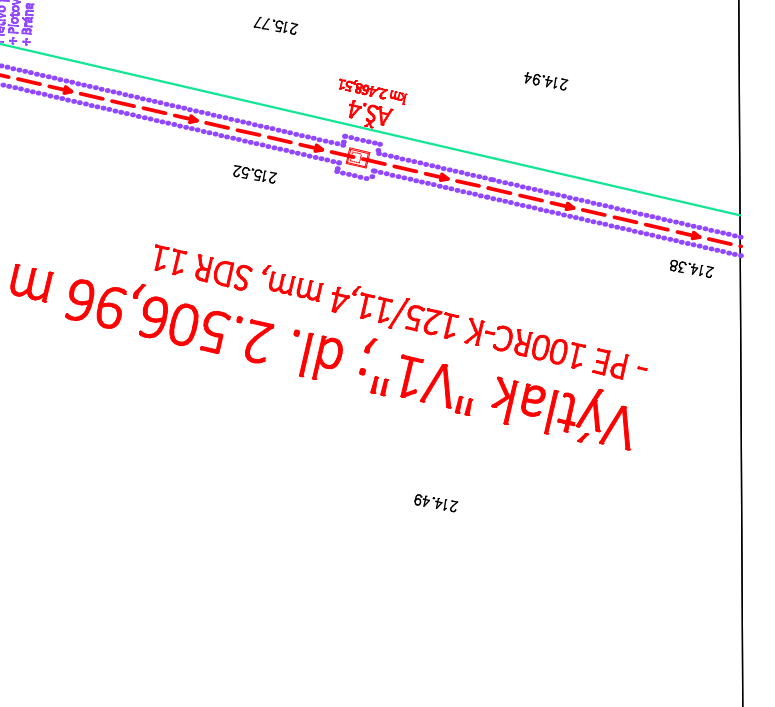 Výtlak "V1"; dl. 2.506,96 m
- PE 100RC-K 125/11,4 mm, SDR 11
214.49
214.38
215.52
AŠ.4
km 2.468,51
214.94
215.77
+ Brána